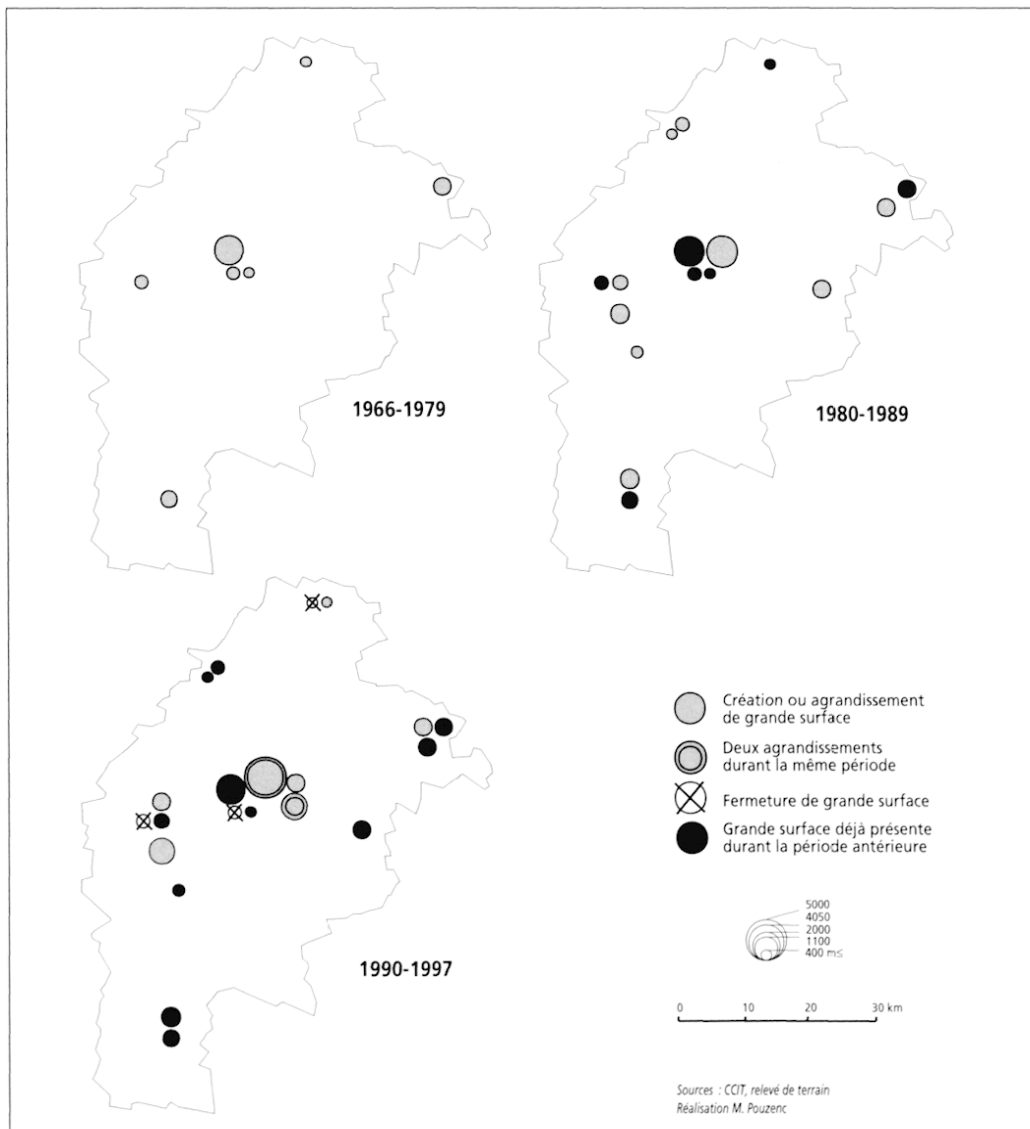 1966-1979
1980-1989
1990-1997
Création ou agrandissement
de grande surface
Deux agrandissements
durant la même période
Fermeture de grande surface
Grande surface déjà présente
durant la période antérieure
5000
4050
2000
1100
400 m≤
0 10 20 30 km
Sources : CCIT, relevé de terrain
Réalisation M. Pouzenc